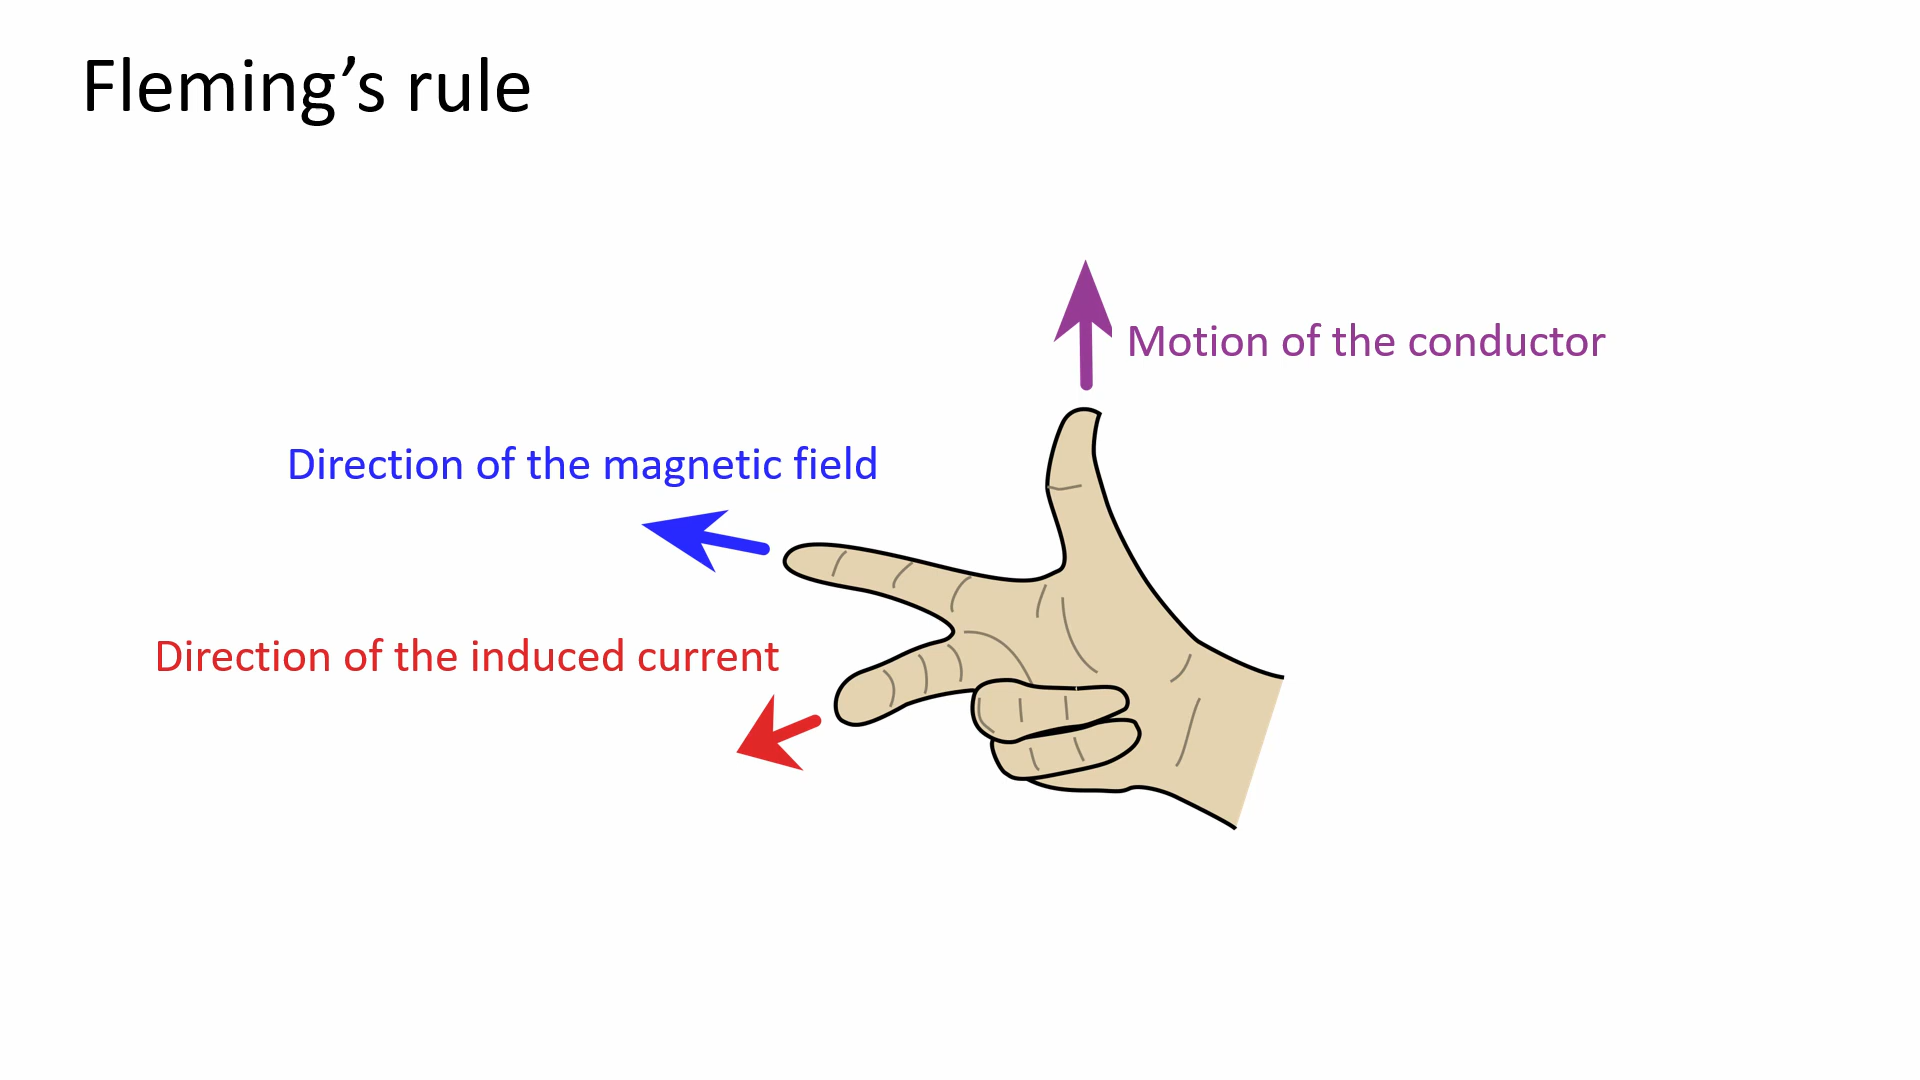 Fleming’s rule
Motion of the conductor
Direction of the magnetic field
Direction of the induced current